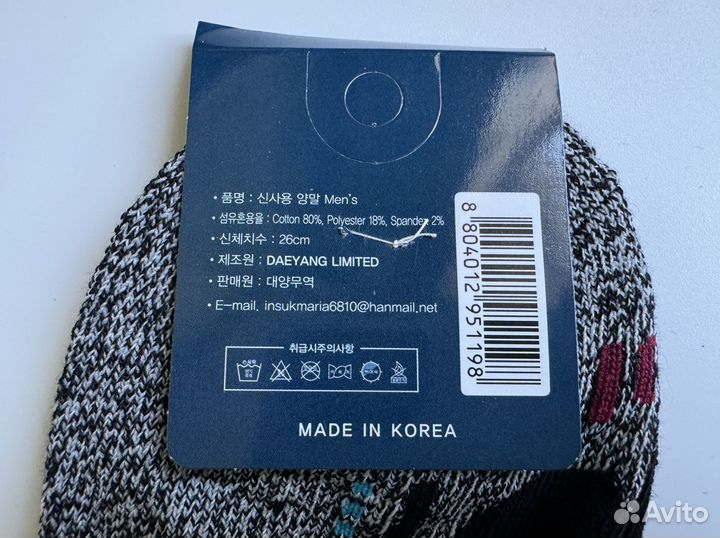 • 품명 : 신사용 양말 Men's
• 섬유혼용율 : Cotton 80%, Polyester 18%, Spandex 2%
• 신체치수 : 26cm
• 제조원 : DAEYANG LIMITED
• 판매원 : 대양무역
• E-mail. insukmaria6810@hanmail.net
취급시주의사항
MADE IN KOREA
8 804012 951198
Avito